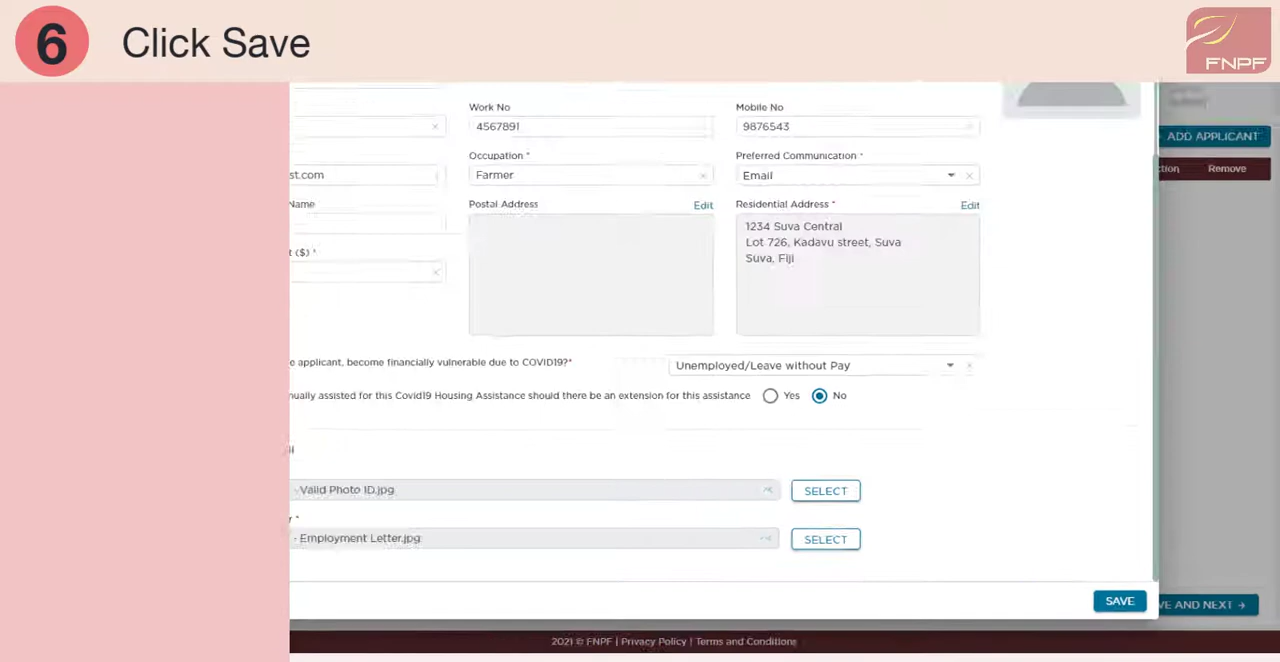 6 Click Save
FNPF
Work No
Mobile No
4567891
9876543
ADD APPLICANT
Occupation *
Preferred Communication *
st.com
Farmer
Email
ction
Remove
Name
Postal Address
Edit
Residential Address *
Edit
1234 Suva Central
Lot 726, Kadavu street, Suva
Suva, Fiji
t ($) *
e applicant, become financially vulnerable due to COVID19?*
Unemployed/Leave without Pay
nually assisted for this Covid19 Housing Assistance should there be an extension for this assistance
Yes
No
- Valid Photo ID.jpg
SELECT
r *
- Employment Letter.jpg
SELECT
SAVE
VE AND NEXT →
2021 © FNPF | Privacy Policy | Terms and Conditions